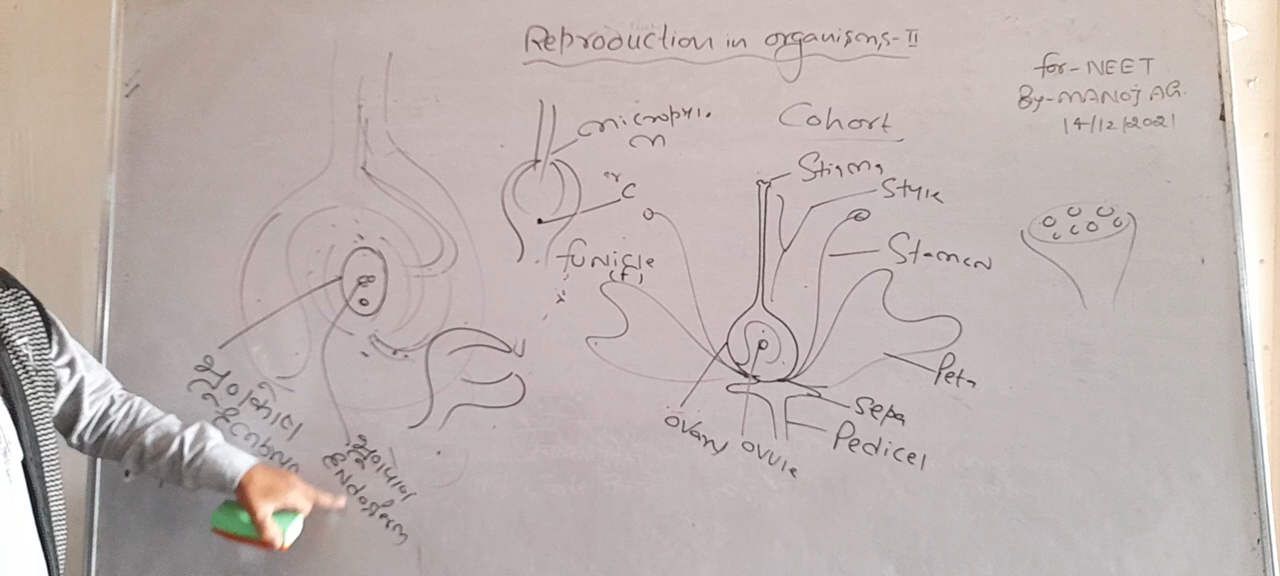 Reproduction in organisms-II
for-NEET
By-MANOJ AG.
14/12/2021
Cohort
Stigma
Style
Stamen
funicle
(f)
C
Peta
Sepa
Pedicel
Ovary
Ovule
Endosperm